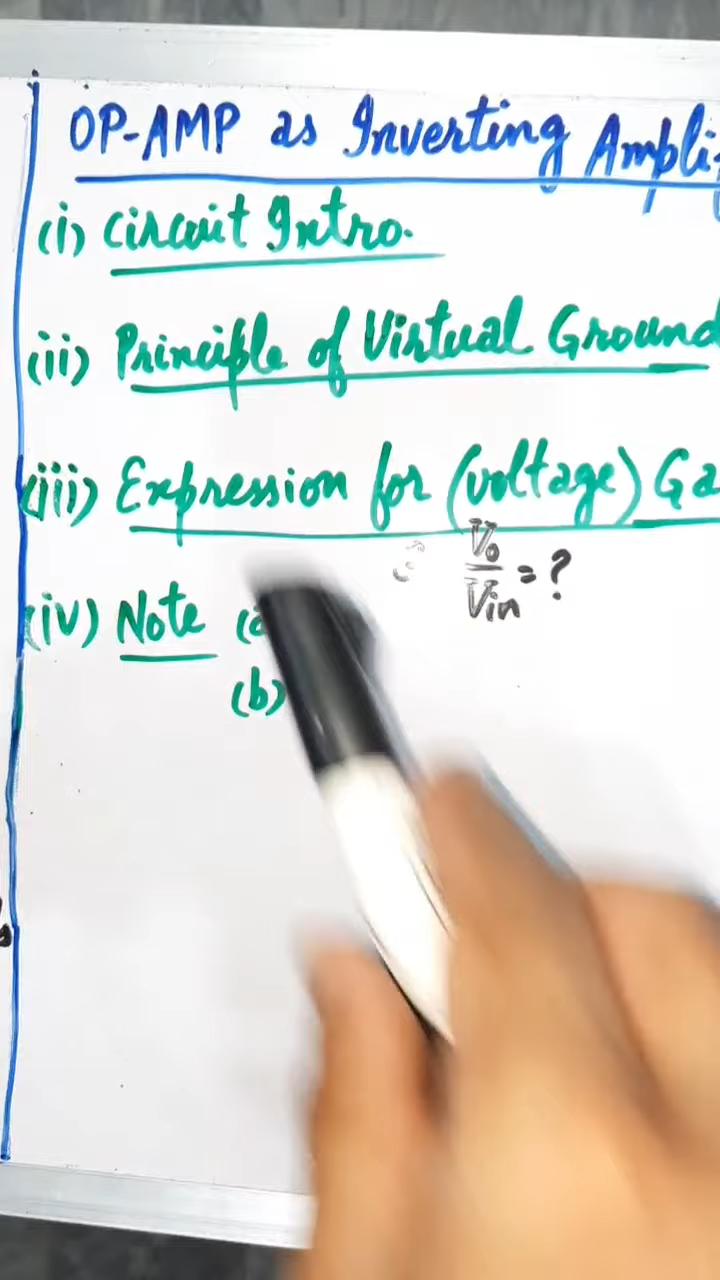 OP-AMP as Inverting Ampli
(i) Circuit Intro.
(ii) Principle of Virtual Ground
(iii) Expression for (voltage) Ga
Vo/Vin = ?
(iv) Note (a
(b)